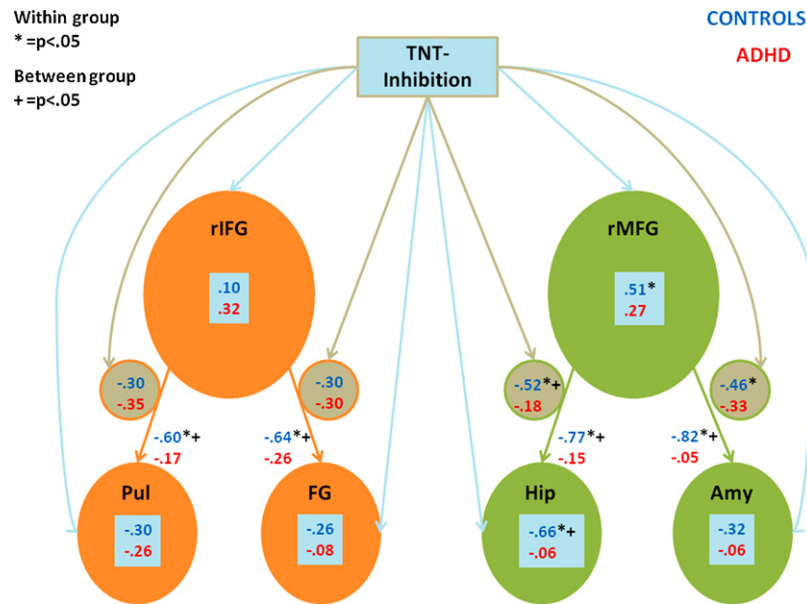 Within group
* =p<.05
Between group
+ =p<.05
TNT-
Inhibition
CONTROLS
ADHD
rIFG
.10
.32
rMFG
.51*
.27
-.30
-.35
-.30
-.30
-.52*+
-.18
-.46*
-.33
-.60*+
-.17
-.64*+
-.26
-.77*+
-.15
-.82*+
-.05
Pul
-.30
-.26
FG
-.26
-.08
Hip
-.66*+
-.06
Amy
-.32
-.06